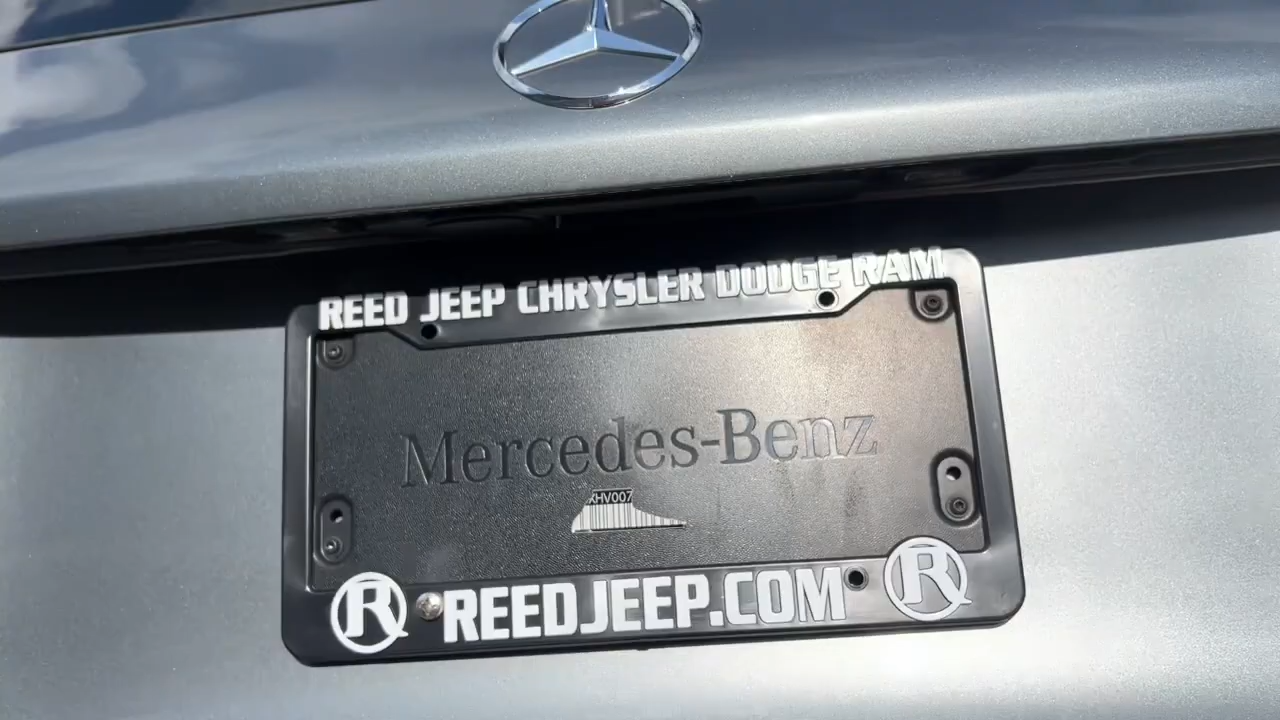 REED JEEP CHRYSLER DODGE RAM
Mercedes-Benz
XHV007
R REEDJEEP.COM R